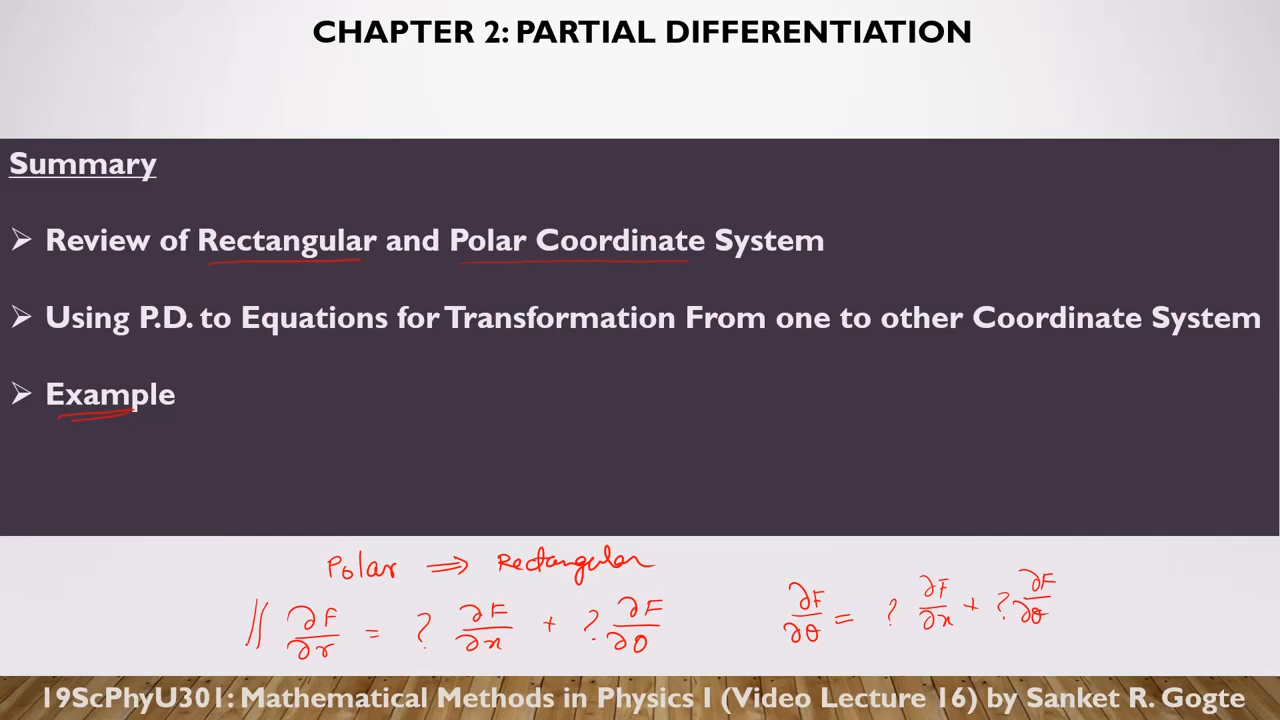 CHAPTER 2: PARTIAL DIFFERENTIATION
Summary
➢ Review of Rectangular and Polar Coordinate System
➢ Using P.D. to Equations for Transformation From one to other Coordinate System
➢ Example
Polar ⟹ Rectangular
// ∂F/∂r = ? ∂F/∂x + ? ∂F/∂θ
∂F/∂θ = ? ∂F/∂x + ? ∂F/∂θ
19ScPhyU301: Mathematical Methods in Physics I (Video Lecture 16) by Sanket R. Gogte